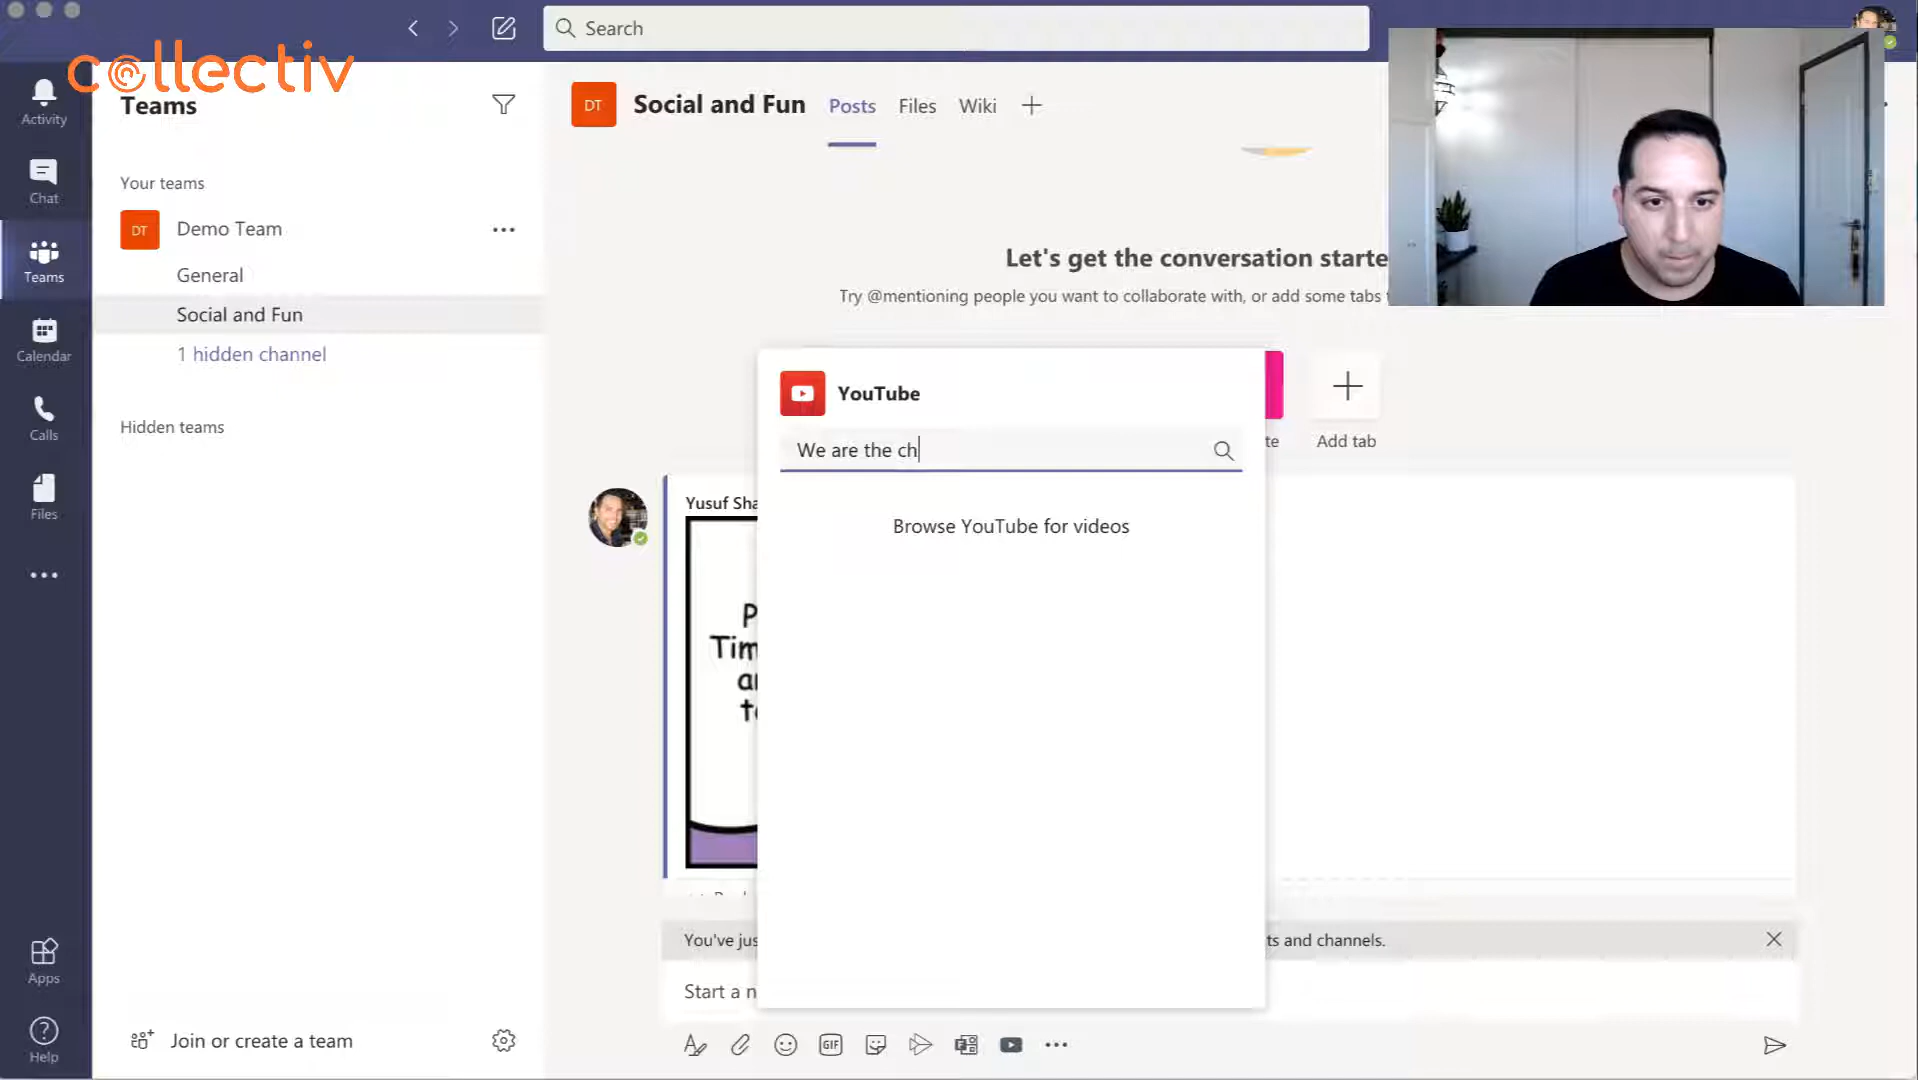 Search
collectiv
Activity
Chat
Teams
Calendar
Calls
Files
Apps
Help
Teams
Your teams
DT
Demo Team
General
Social and Fun
1 hidden channel
Hidden teams
Join or create a team
DT
Social and Fun
Posts
Files
Wiki
Let's get the conversation starte
Try @mentioning people you want to collaborate with, or add some tabs
YouTube
We are the ch
Browse YouTube for videos
te
Add tab
Yusuf Sha
P
Tim
a
t
You've jus
ts and channels.
Start a n
GIF